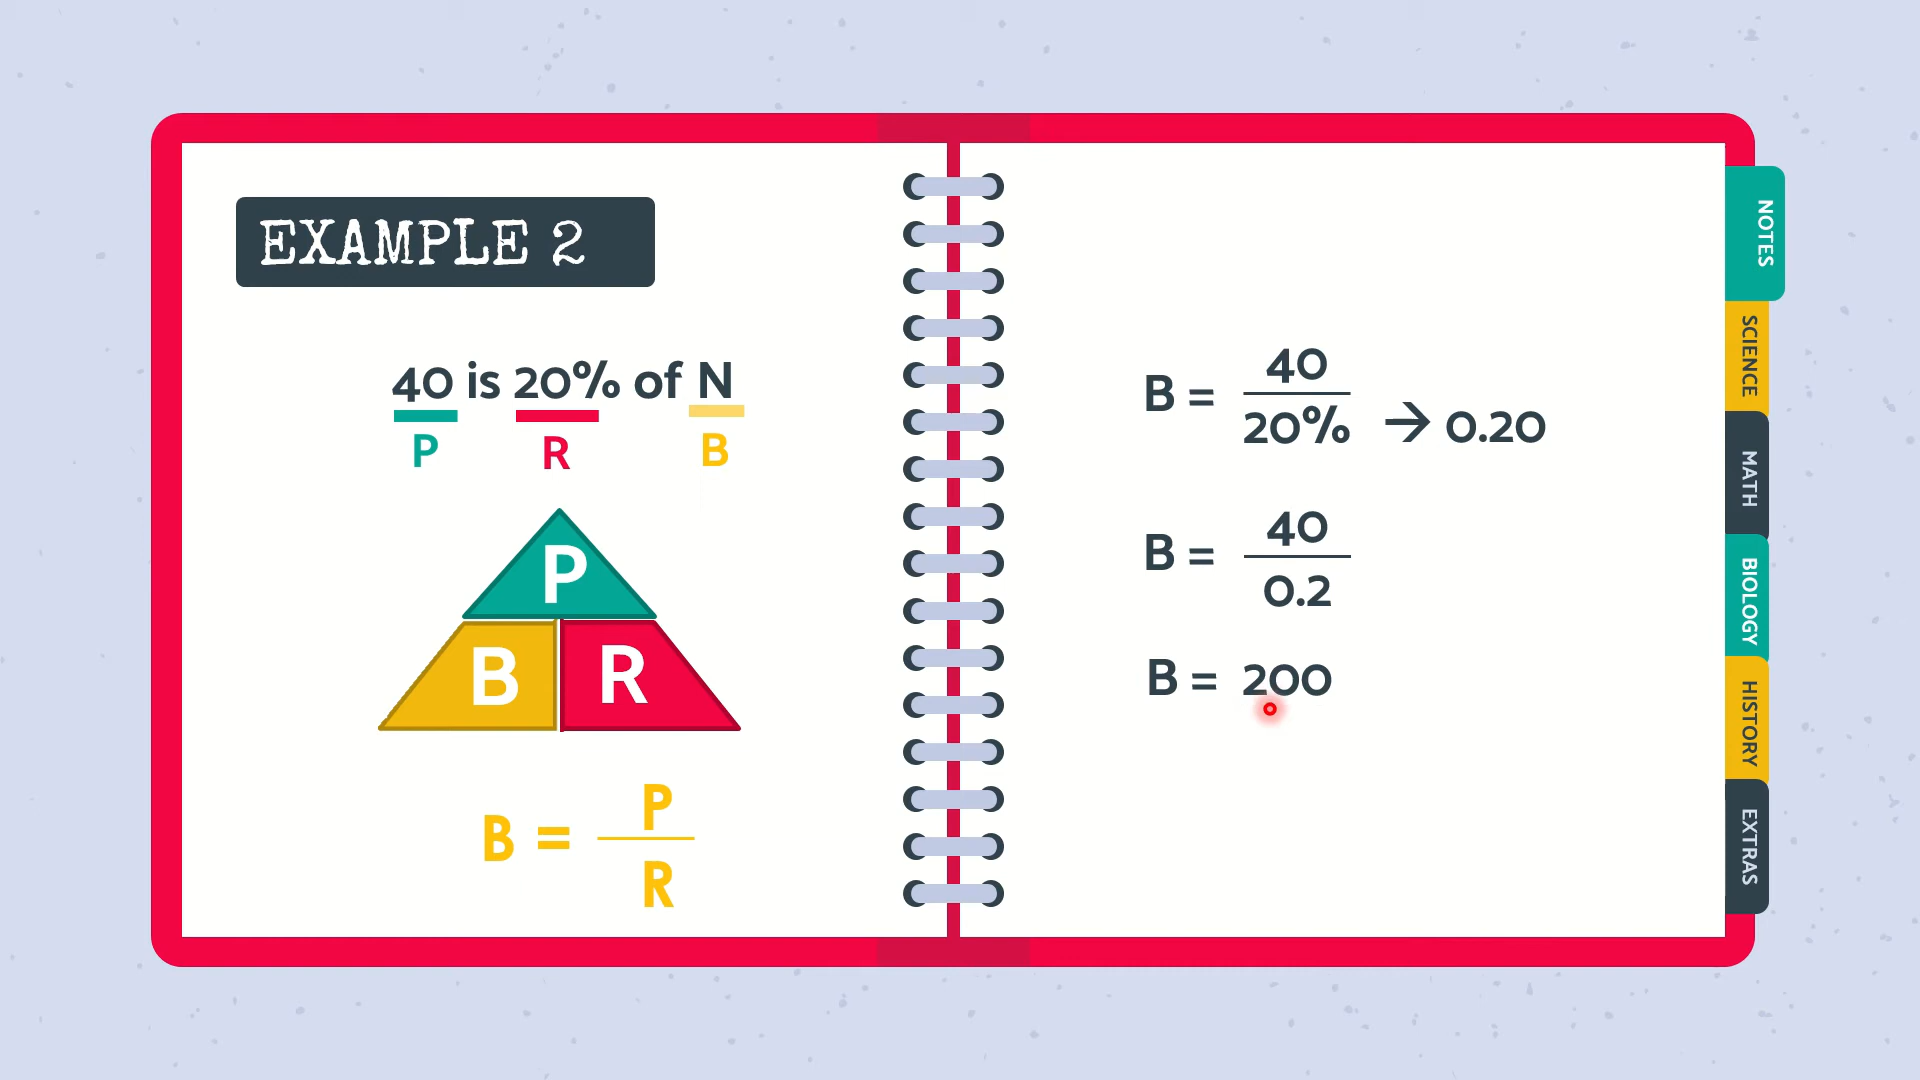 EXAMPLE 2
40 is 20% of N
P R B
P
B R
B = P
R
B = 40
20% → 0.20
B = 40
0.2
B = 200
NOTES
SCIENCE
MATH
BIOLOGY
HISTORY
EXTRAS